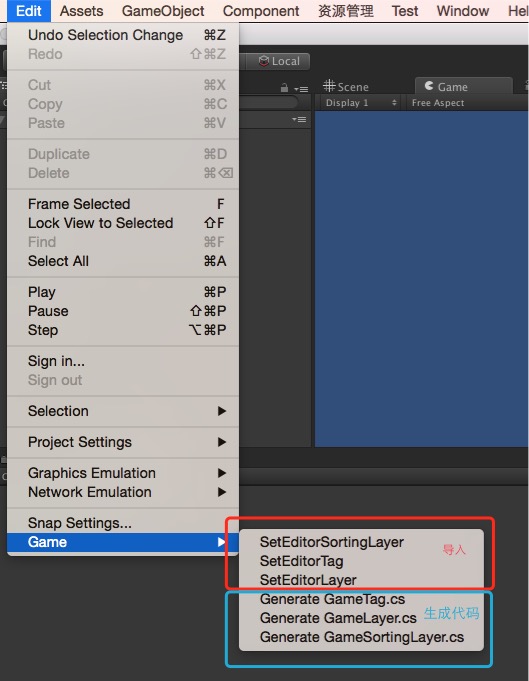 Edit Assets GameObject Component 资源管理 Test Window Hel
Undo Selection Change ⌘Z
Redo ⇧⌘Z
Local
Cut ⌘X
Scene Game
Copy ⌘C
Display 1 Free Aspect
Paste ⌘V
Duplicate ⌘D
Delete ⌘⌫
Frame Selected F
Lock View to Selected ⇧F
Find ⌘F
Select All ⌘A
Play ⌘P
Pause ⇧⌘P
Step ⌥⌘P
Sign in...
Sign out
Selection
Project Settings
Graphics Emulation
Network Emulation
Snap Settings...
Game
SetEditorSortingLayer
导入
SetEditorTag
SetEditorLayer
Generate GameTag.cs
生成代码
Generate GameLayer.cs
Generate GameSortingLayer.cs